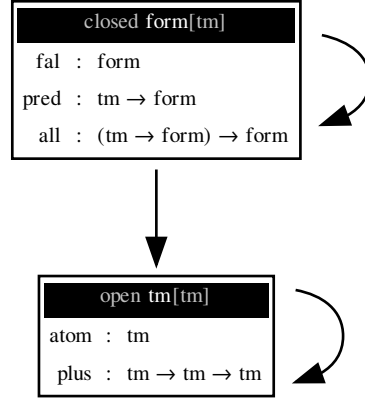 closed form[tm]
fal : form
pred : tm → form
all : (tm → form) → form
open tm[tm]
atom : tm
plus : tm → tm → tm